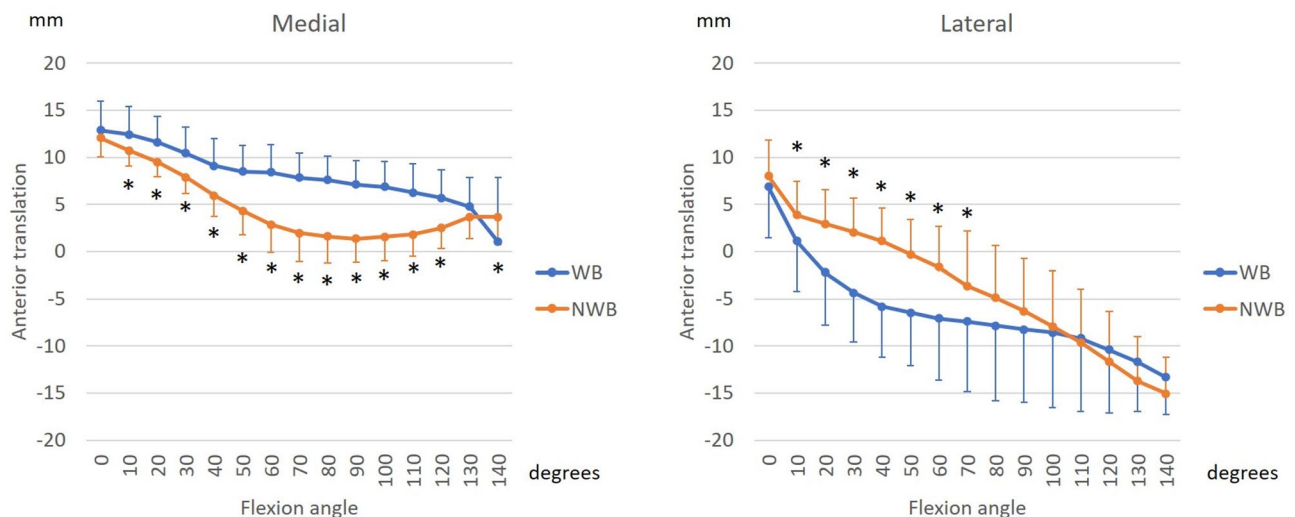 mm
Medial
20
15
10
5
0
-5
-10
-15
-20
Anterior translation
* * * * * * * * * * * * *
WB
NWB
0 10 20 30 40 50 60 70 80 90 100 110 120 130 140
degrees
Flexion angle
mm
Lateral
20
15
10
5
0
-5
-10
-15
-20
Anterior translation
* * * * * * *
WB
NWB
0 10 20 30 40 50 60 70 80 90 100 110 120 130 140
degrees
Flexion angle